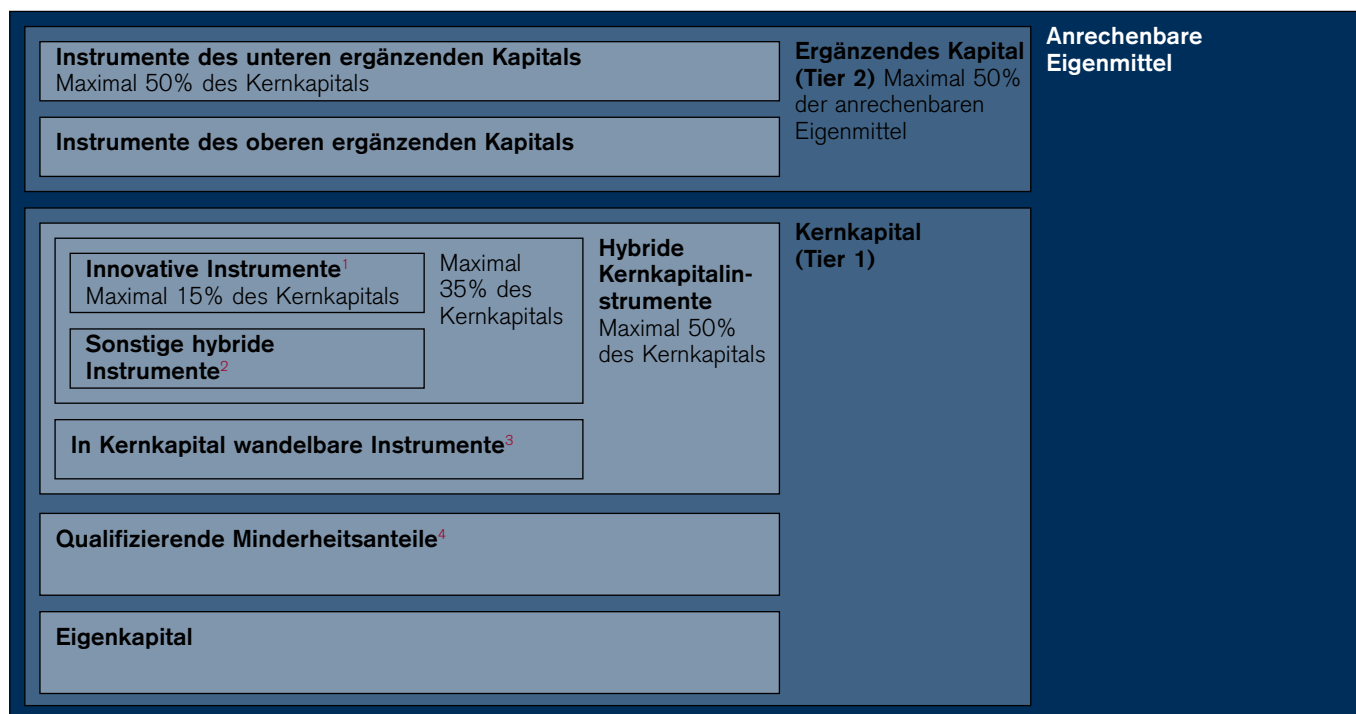 Anrechenbare
Eigenmittel
Ergänzendes Kapital
(Tier 2) Maximal 50%
der anrechenbaren
Eigenmittel
Instrumente des unteren ergänzenden Kapitals
Maximal 50% des Kernkapitals
Instrumente des oberen ergänzenden Kapitals
Kernkapital
(Tier 1)
Hybride
Kernkapitalin-
strumente
Maximal 50%
des Kernkapitals
Maximal
35% des
Kernkapitals
Innovative Instrumente¹
Maximal 15% des Kernkapitals
Sonstige hybride
Instrumente²
In Kernkapital wandelbare Instrumente³
Qualifizierende Minderheitsanteile⁴
Eigenkapital